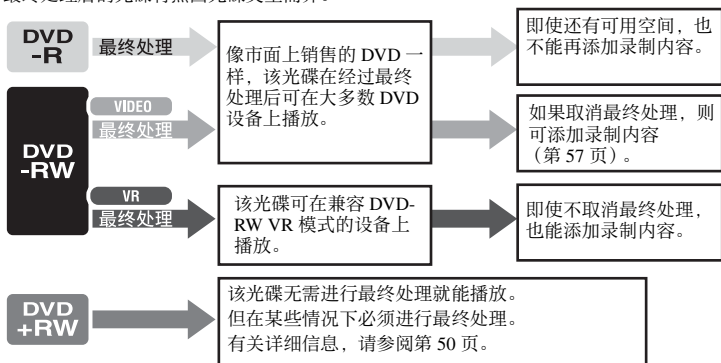 最终处理后的光碟特点因光碟类型而异。
DVD
-R
最终处理
像市面上销售的 DVD 一
样，该光碟在经过最终
处理后可在大多数 DVD
设备上播放。
即使还有可用空间，也
不能再添加录制内容。
DVD
-RW
VIDEO
最终处理
如果取消最终处理，则
可添加录制内容
（第 57 页）。
VR
最终处理
该光碟可在兼容 DVD-
RW VR 模式的设备上
播放。
即使不取消最终处理，
也能添加录制内容。
DVD
+RW
该光碟无需进行最终处理就能播放。
但在某些情况下必须进行最终处理。
有关详细信息，请参阅第 50 页。